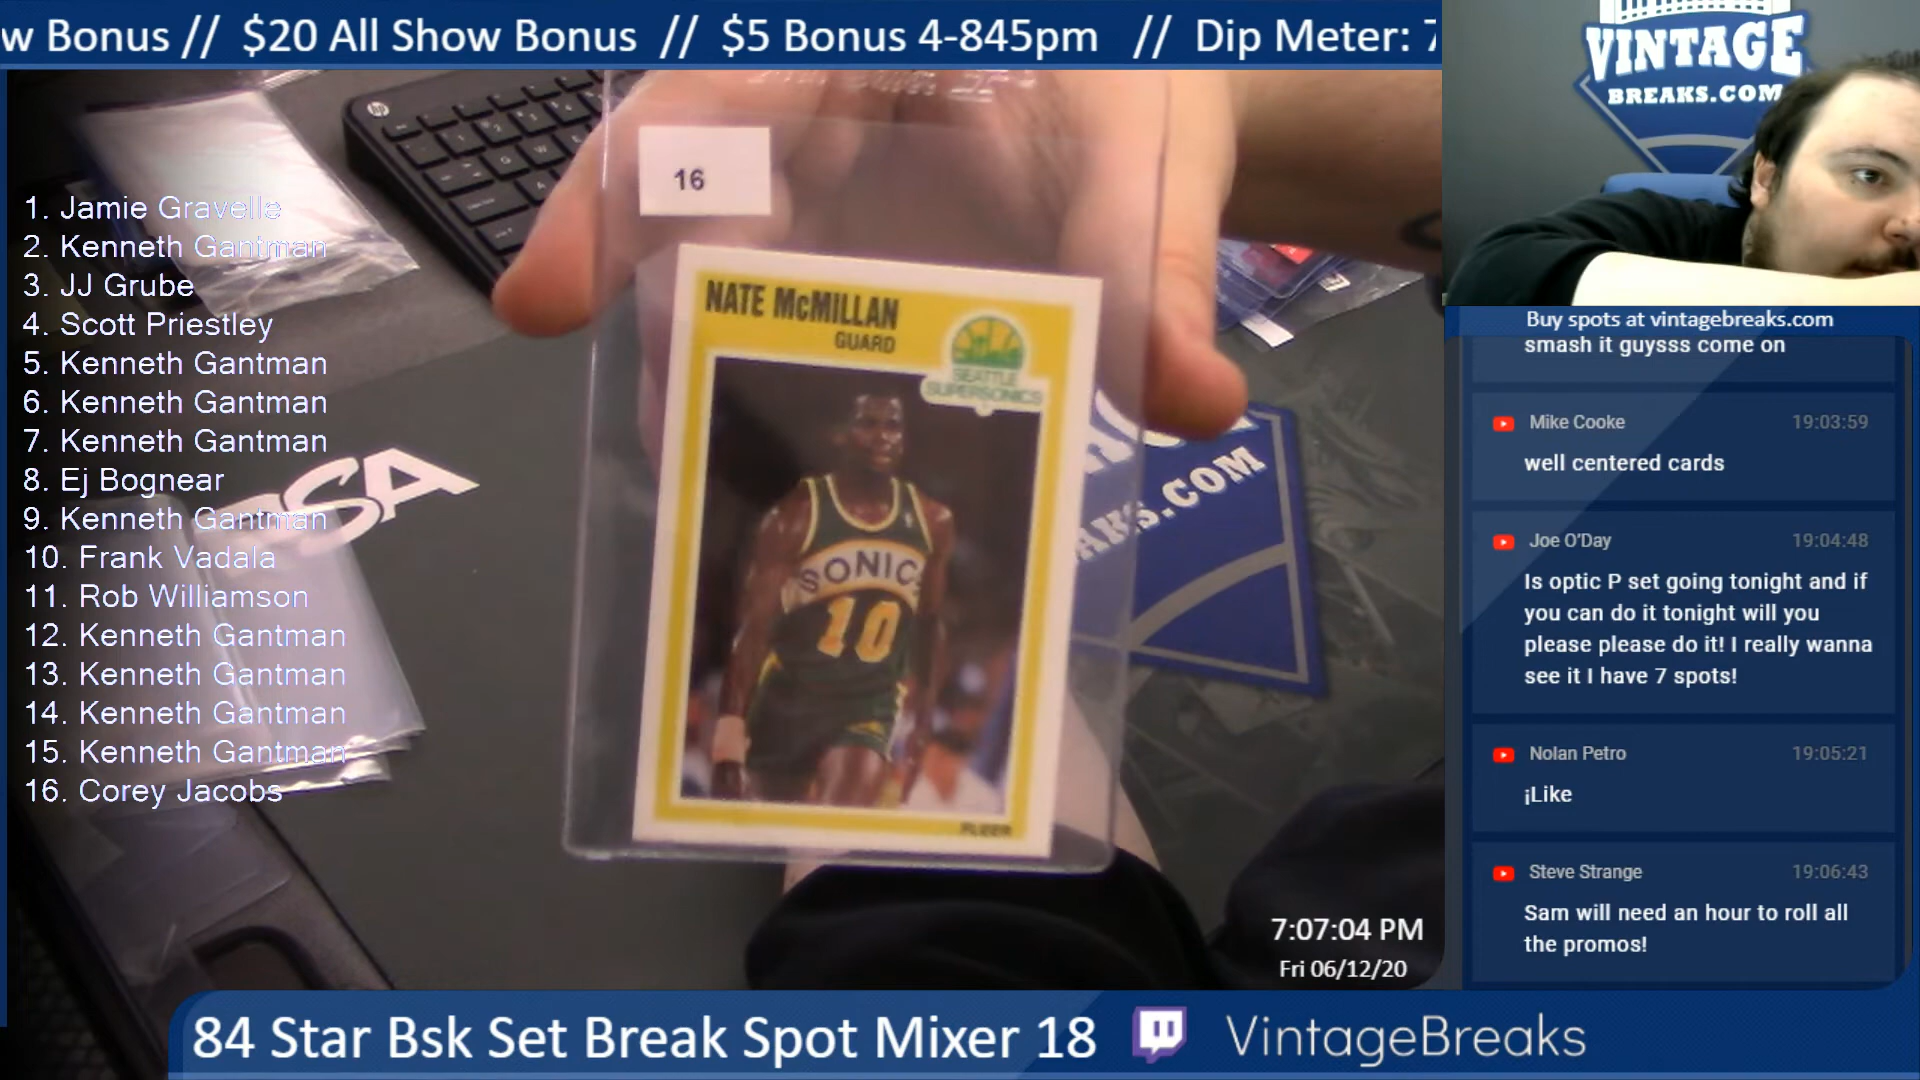 w Bonus // $20 All Show Bonus // $5 Bonus 4-845pm // Dip Meter: 7
VINTAGE
BREAKS.COM
16
1. Jamie Gravelle
2. Kenneth Gantman
3. JJ Grube
4. Scott Priestley
5. Kenneth Gantman
6. Kenneth Gantman
7. Kenneth Gantman
8. Ej Bognear
9. Kenneth Gantman
10. Frank Vadala
11. Rob Williamson
12. Kenneth Gantman
13. Kenneth Gantman
14. Kenneth Gantman
15. Kenneth Gantman
16. Corey Jacobs
hp
PSA
NATE McMILLAN
GUARD
SEATTLE
SUPERSONICS
SONICS
10
FLEER
AKS.COM
Buy spots at vintagebreaks.com
smash it guysss come on
Mike Cooke 19:03:59
well centered cards
Joe O'Day 19:04:48
Is optic P set going tonight and if
you can do it tonight will you
please please do it! I really wanna
see it I have 7 spots!
Nolan Petro 19:05:21
¡Like
Steve Strange 19:06:43
Sam will need an hour to roll all
the promos!
7:07:04 PM
Fri 06/12/20
84 Star Bsk Set Break Spot Mixer 18
VintageBreaks